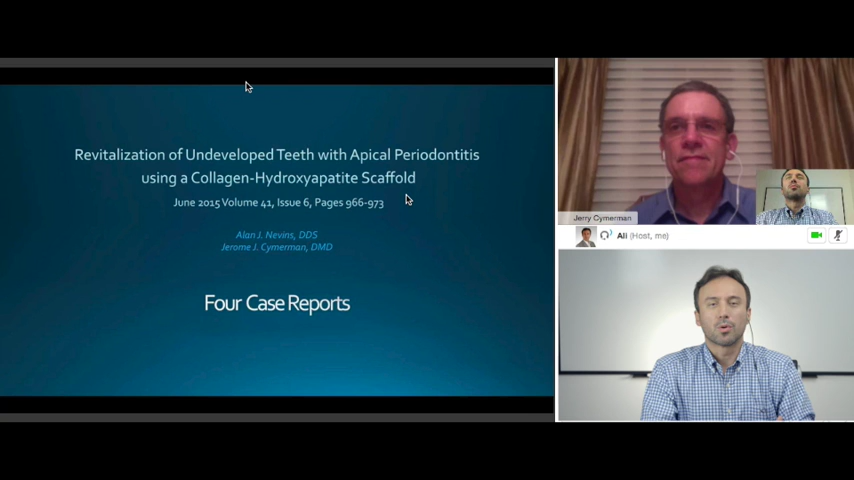 Revitalization of Undeveloped Teeth with Apical Periodontitis
using a Collagen-Hydroxyapatite Scaffold
June 2015 Volume 41, Issue 6, Pages 966-973
Alan J. Nevins, DDS
Jerome J. Cymerman, DMD
Four Case Reports
Jerry Cymerman
Ali (Host, me)